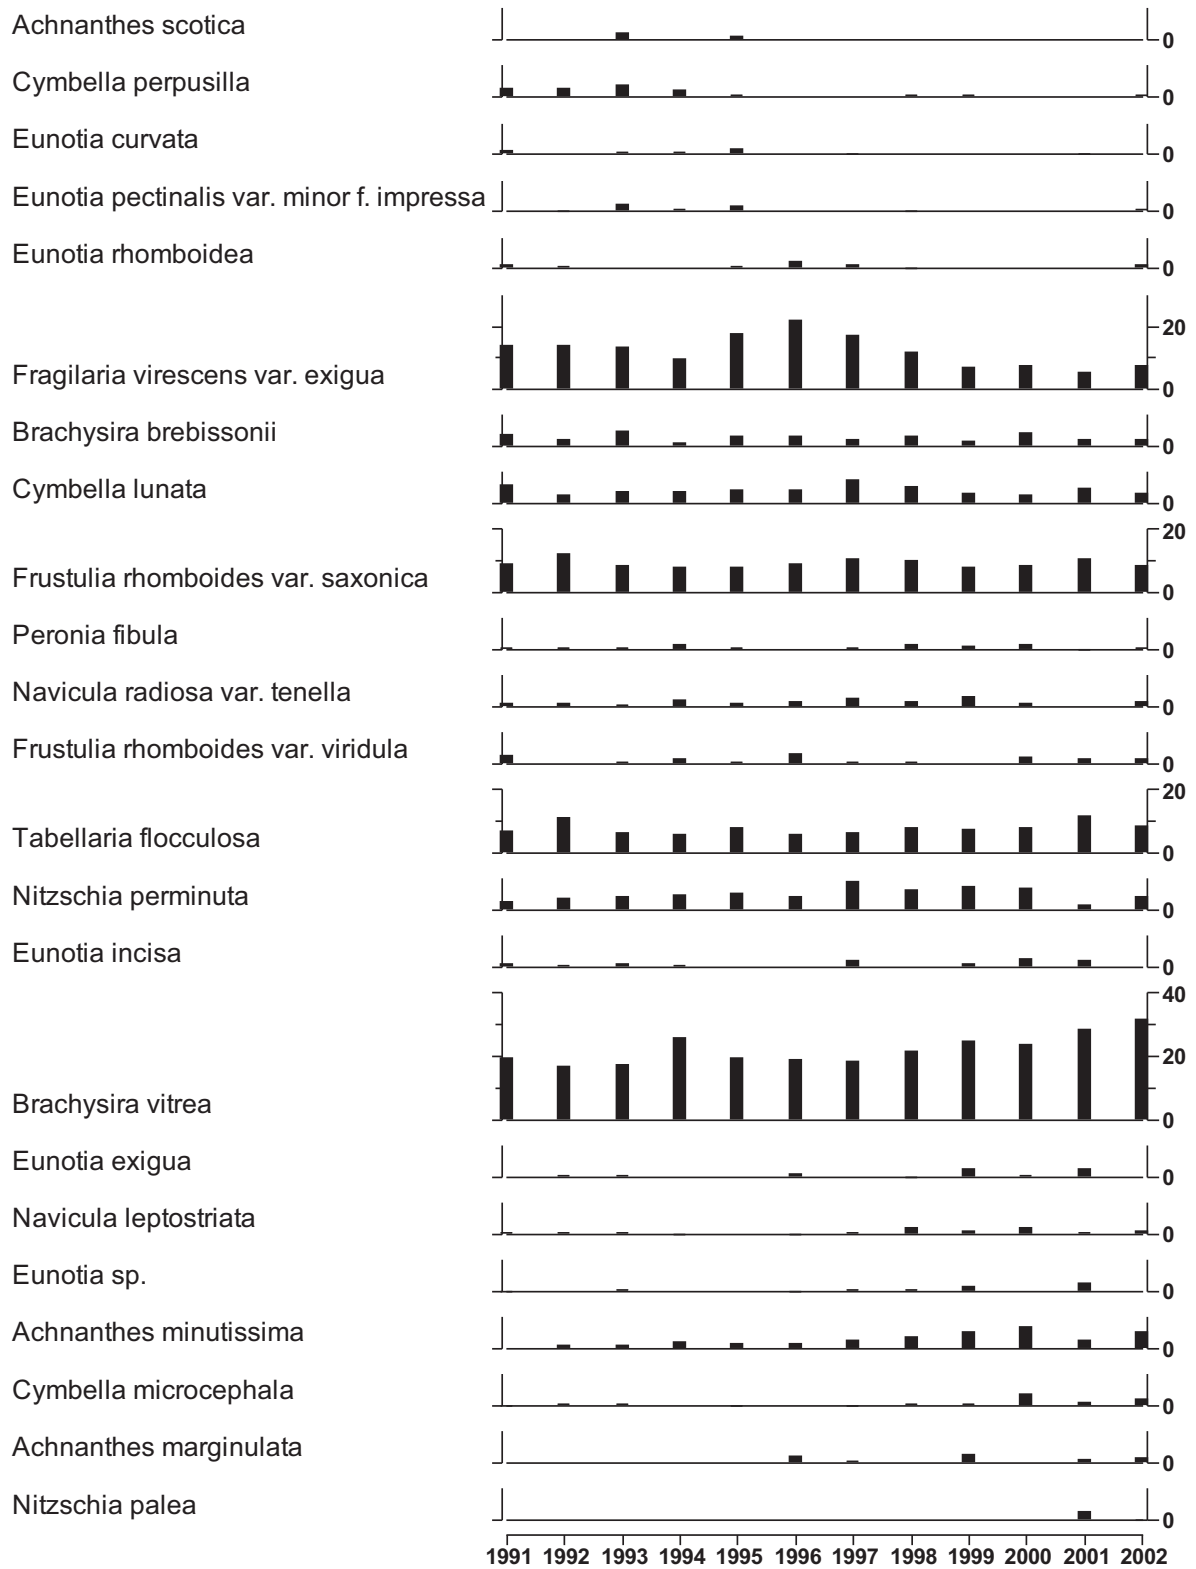 Achnanthes scotica 0
Cymbella perpusilla 0
Eunotia curvata 0
Eunotia pectinalis var. minor f. impressa 0
Eunotia rhomboidea 0
20
Fragilaria virescens var. exigua 0
Brachysira brebissonii 0
Cymbella lunata 0
20
Frustulia rhomboides var. saxonica 0
Peronia fibula 0
Navicula radiosa var. tenella 0
Frustulia rhomboides var. viridula 0
20
Tabellaria flocculosa 0
Nitzschia perminuta 0
Eunotia incisa 0
40
20
Brachysira vitrea 0
Eunotia exigua 0
Navicula leptostriata 0
Eunotia sp. 0
Achnanthes minutissima 0
Cymbella microcephala 0
Achnanthes marginulata 0
Nitzschia palea 0
1991 1992 1993 1994 1995 1996 1997 1998 1999 2000 2001 2002